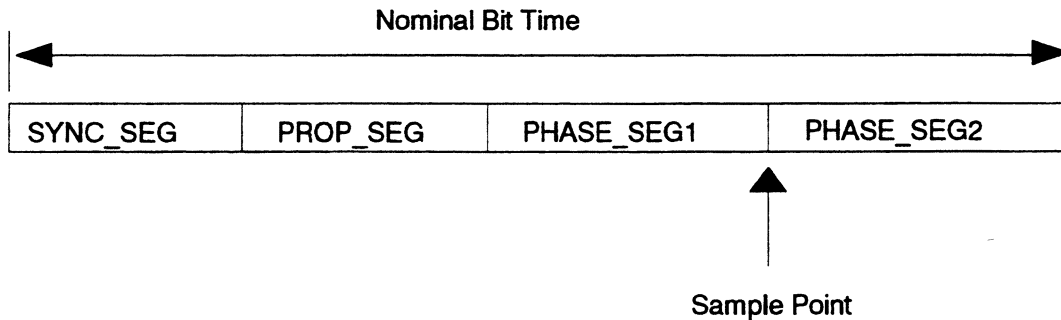 Nominal Bit Time
SYNC_SEG PROP_SEG PHASE_SEG1 PHASE_SEG2
Sample Point